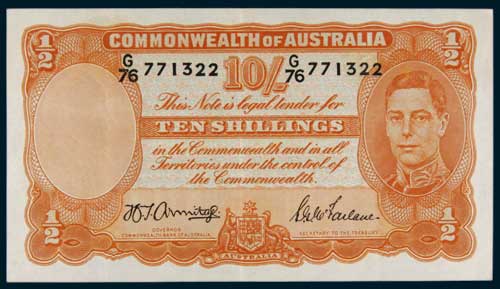 1/2
COMMONWEALTH OF AUSTRALIA
1/2
G/76 771322 G/76 771322
10/-
This Note is legal tender for
TEN SHILLINGS
in the Commonwealth and in all
Territories under the control of
the Commonwealth.
H.T. Armitage S.G. McFarlane
GOVERNOR SECRETARY TO THE TREASURY
COMMONWEALTH BANK OF AUSTRALIA
1/2
AUSTRALIA
1/2